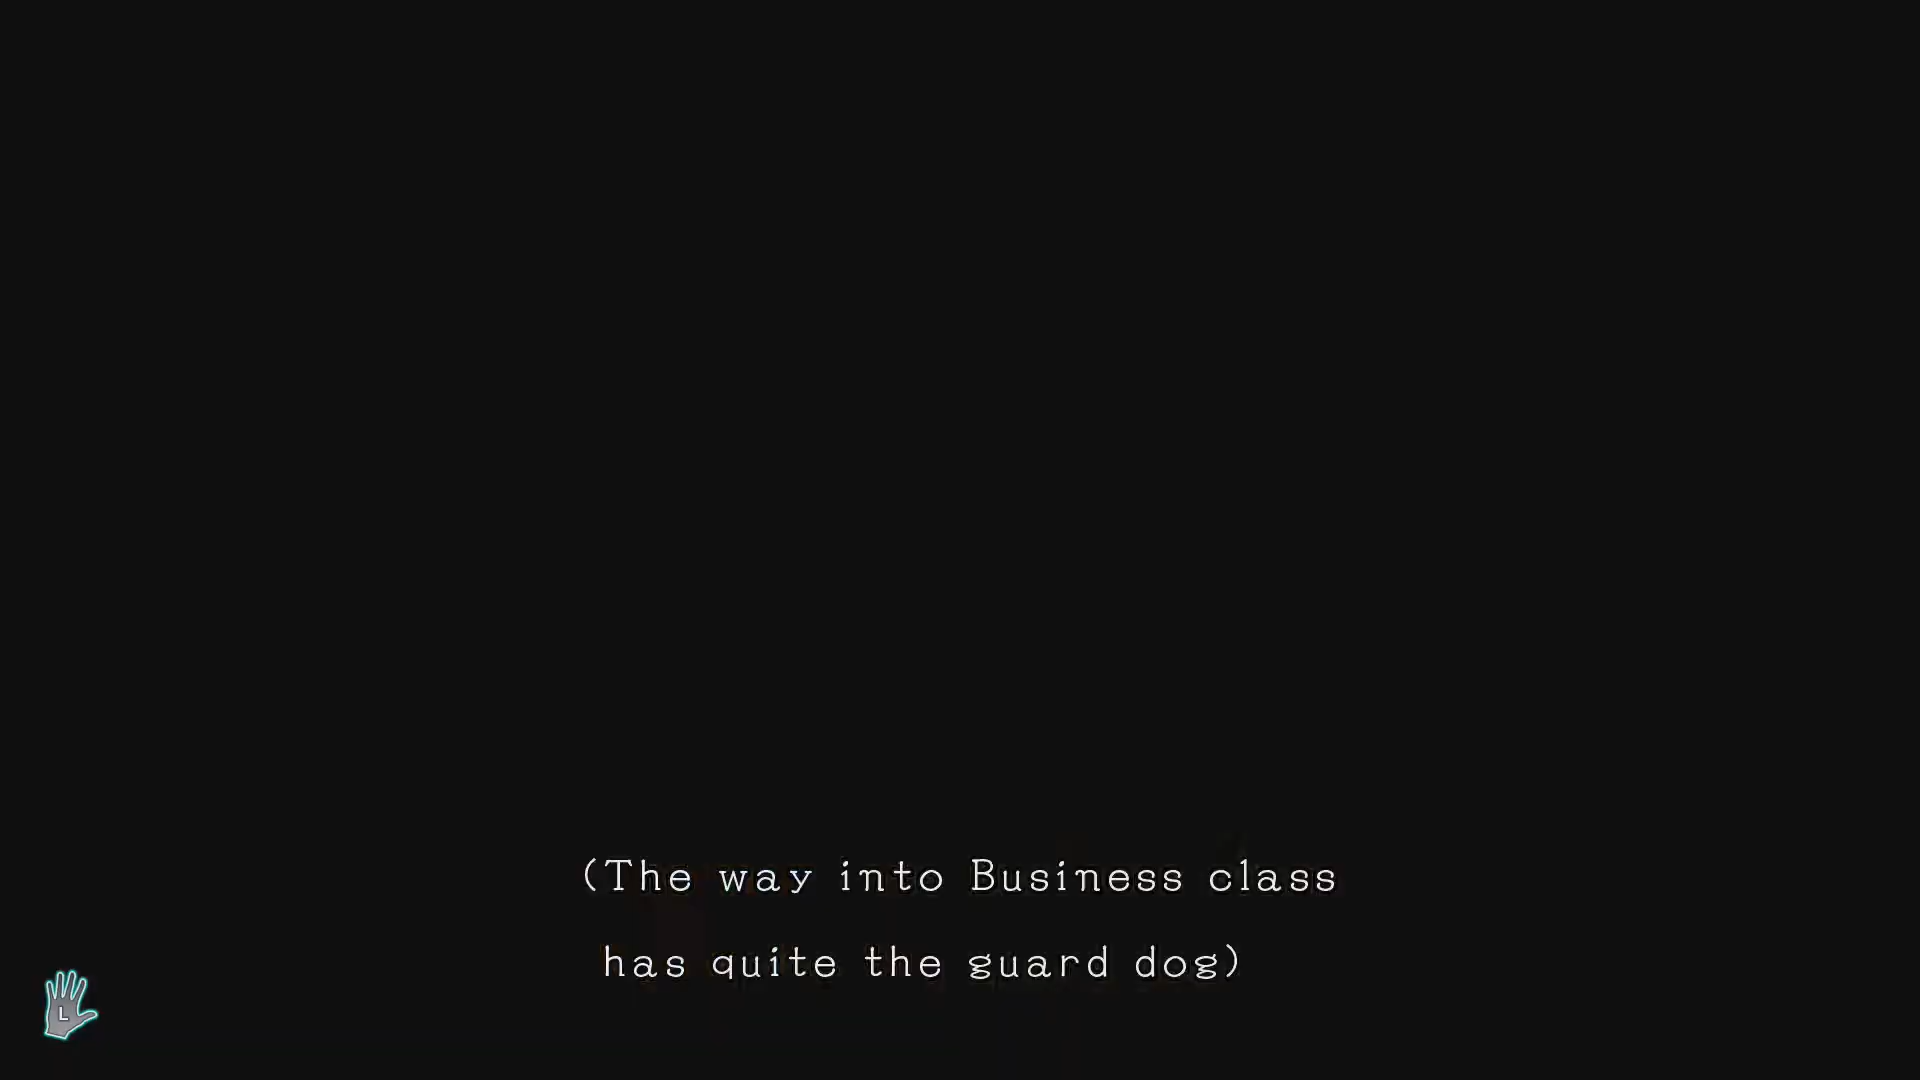 (The way into Business class
has quite the guard dog)
L